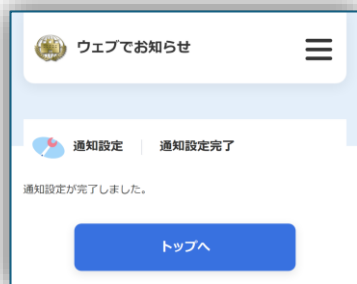 ウェブでお知らせ
通知設定 通知設定完了
通知設定が完了しました。
トップへ